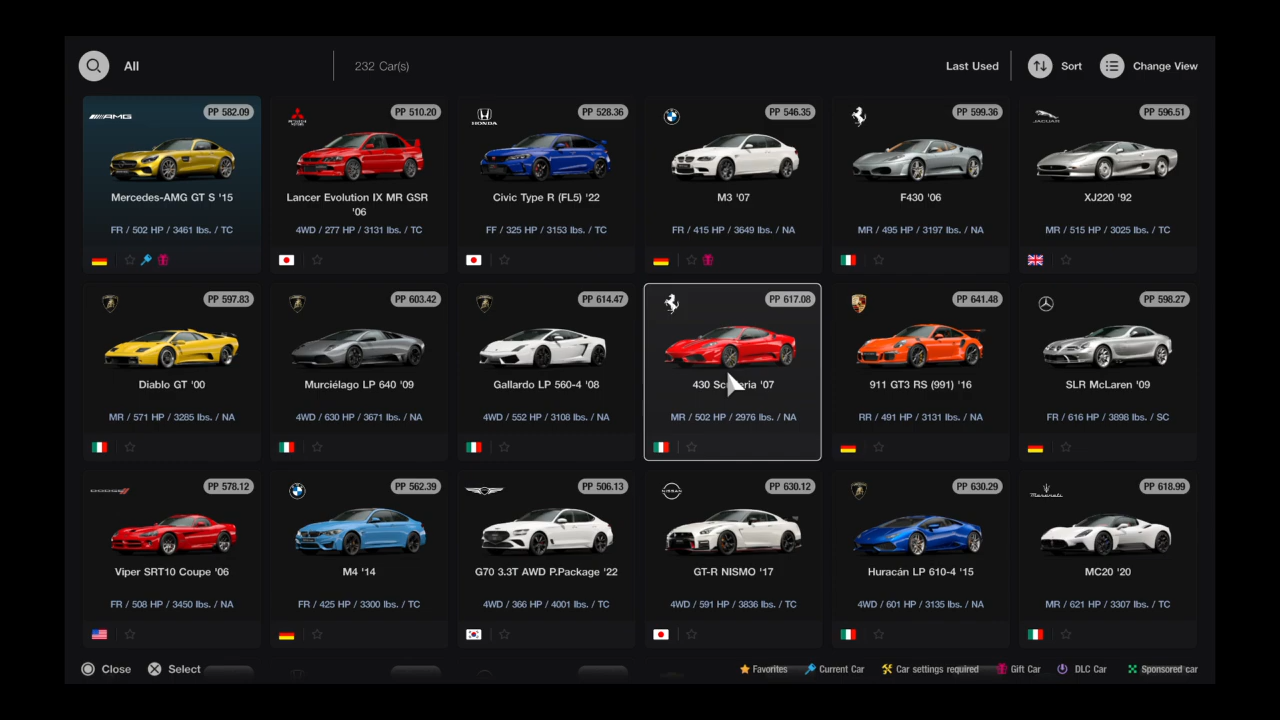 All
232 Car(s)
Last Used
Sort
Change View
AMG
PP 582.09
Mercedes-AMG GT S '15
FR / 502 HP / 3461 lbs. / TC
PP 510.20
Lancer Evolution IX MR GSR
'06
4WD / 277 HP / 3131 lbs. / TC
HONDA
PP 528.36
Civic Type R (FL5) '22
FF / 325 HP / 3153 lbs. / TC
PP 546.35
M3 '07
FR / 415 HP / 3649 lbs. / NA
PP 599.36
F430 '06
MR / 495 HP / 3197 lbs. / NA
JAGUAR
PP 596.51
XJ220 '92
MR / 515 HP / 3025 lbs. / TC
PP 597.83
Diablo GT '00
MR / 571 HP / 3285 lbs. / NA
PP 603.42
Murciélago LP 640 '09
4WD / 630 HP / 3671 lbs. / NA
PP 614.47
Gallardo LP 560-4 '08
4WD / 552 HP / 3108 lbs. / NA
PP 617.08
430 '07
MR / 502 HP / 2976 lbs. / NA
PP 641.48
911 GT3 RS (991) '16
RR / 491 HP / 3131 lbs. / NA
PP 598.27
SLR McLaren '09
FR / 616 HP / 3898 lbs. / SC
DODGE
PP 578.12
Viper SRT10 Coupe '06
FR / 508 HP / 3450 lbs. / NA
PP 562.39
M4 '14
FR / 425 HP / 3300 lbs. / TC
PP 506.13
G70 3.3T AWD P.Package '22
4WD / 366 HP / 4001 lbs. / TC
NISSAN
PP 630.12
GT-R NISMO '17
4WD / 591 HP / 3836 lbs. / TC
PP 630.29
Huracán LP 610-4 '15
4WD / 601 HP / 3135 lbs. / NA
Maserati
PP 618.99
MC20 '20
MR / 621 HP / 3307 lbs. / TC
Close
Select
Favorites
Current Car
Car settings required
Gift Car
DLC Car
Sponsored car